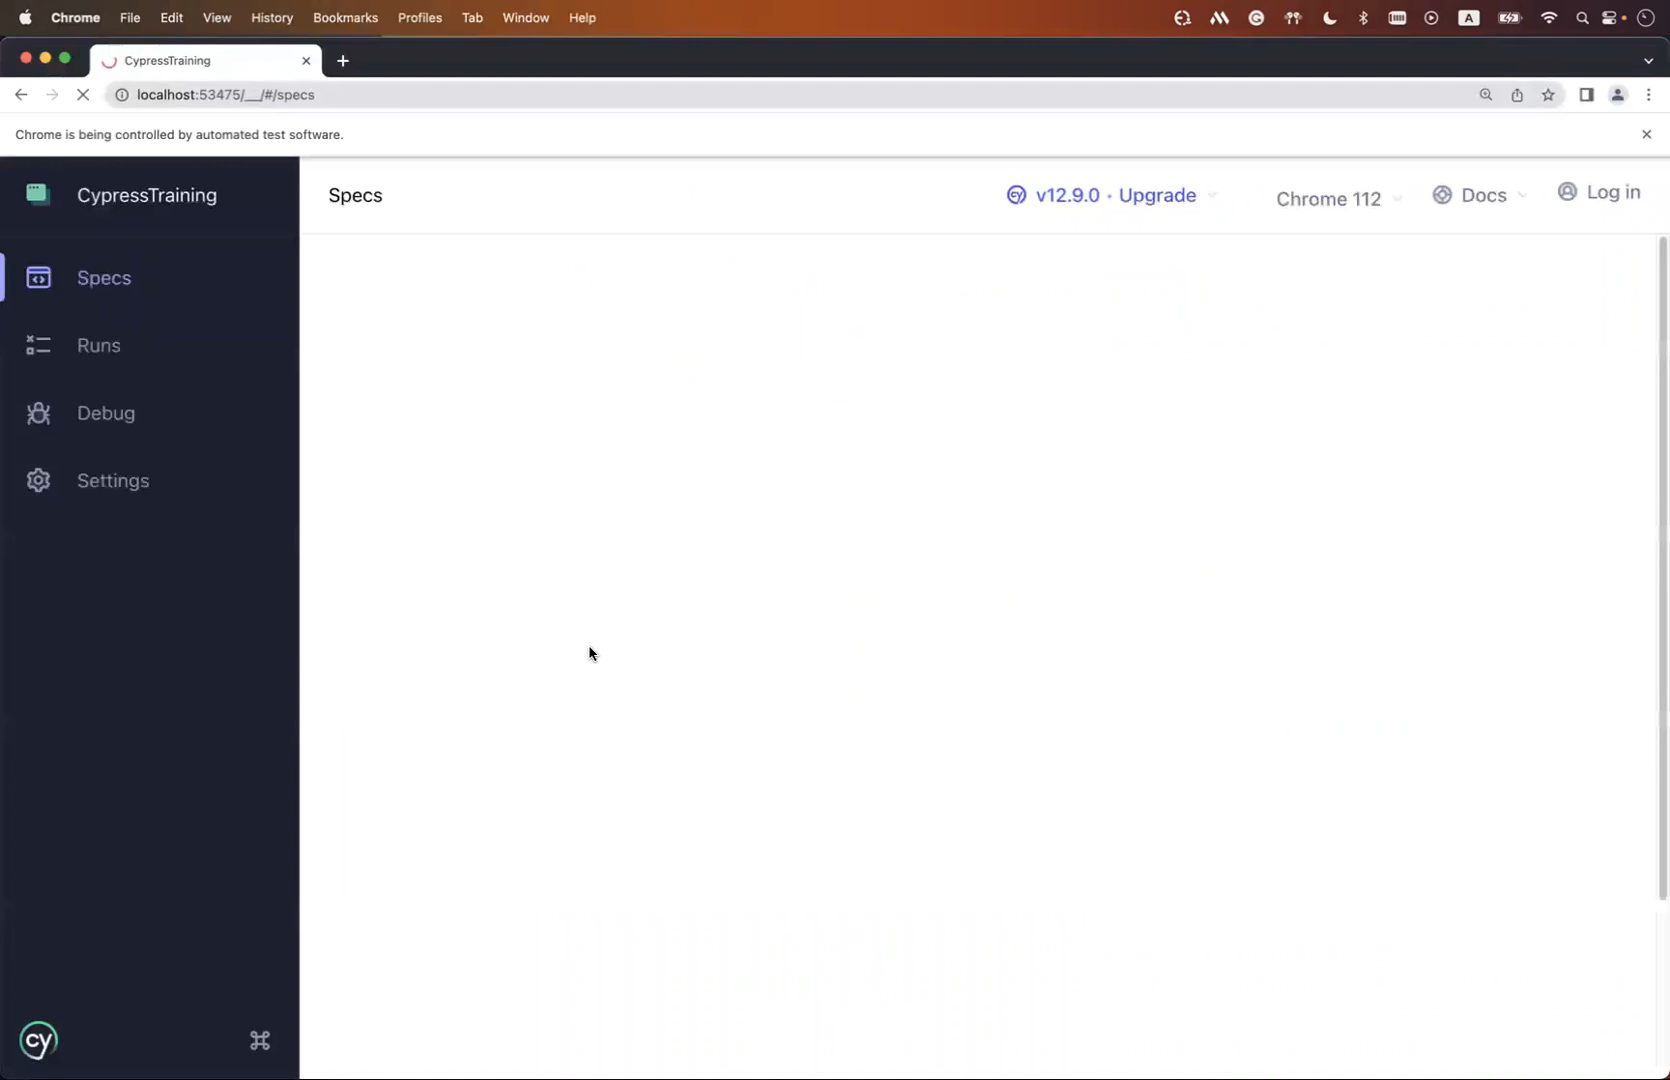 Chrome File Edit View History Bookmarks Profiles Tab Window Help A
CypressTraining
localhost:53475/__/#/specs
Chrome is being controlled by automated test software.
CypressTraining
Specs
v12.9.0 • Upgrade
Chrome 112
Docs
Log in
Specs
Runs
Debug
Settings
cy